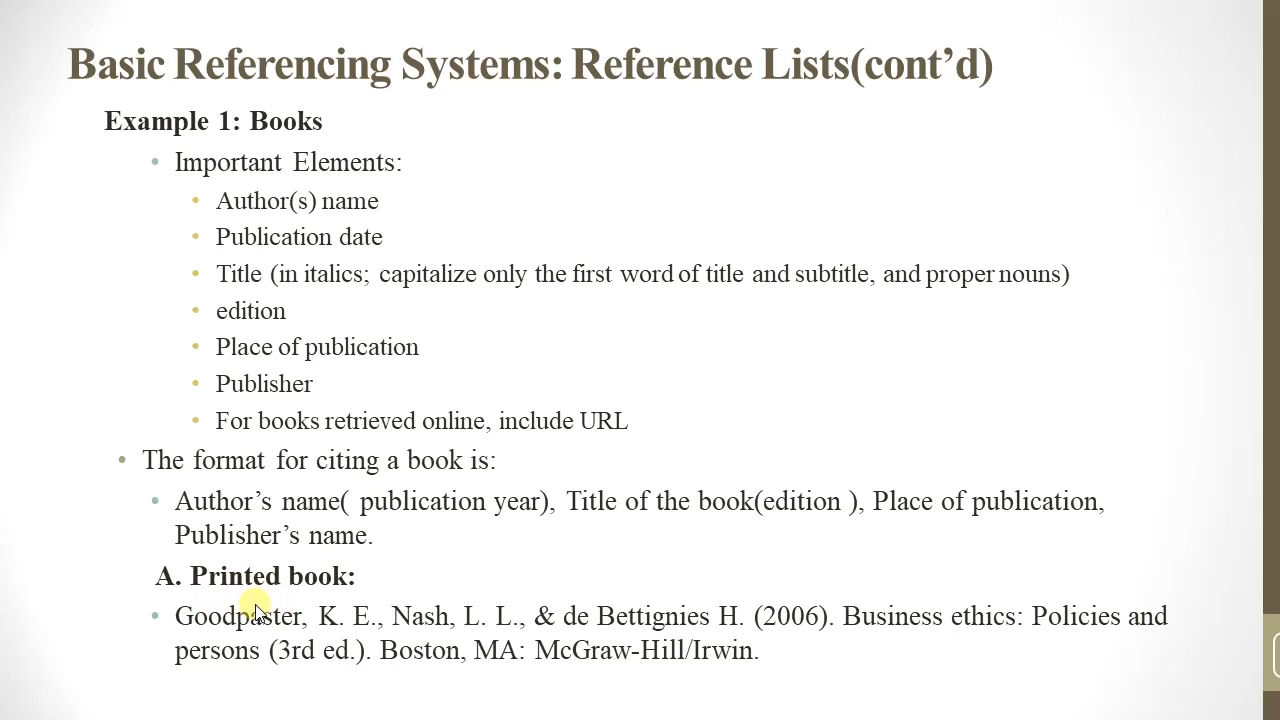 Basic Referencing Systems: Reference Lists(cont’d)
Example 1: Books
• Important Elements:
• Author(s) name
• Publication date
• Title (in italics; capitalize only the first word of title and subtitle, and proper nouns)
• edition
• Place of publication
• Publisher
• For books retrieved online, include URL
• The format for citing a book is:
• Author’s name( publication year), Title of the book(edition ), Place of publication,
Publisher’s name.
A. Printed book:
• Goodpaster, K. E., Nash, L. L., & de Bettignies H. (2006). Business ethics: Policies and
persons (3rd ed.). Boston, MA: McGraw-Hill/Irwin.